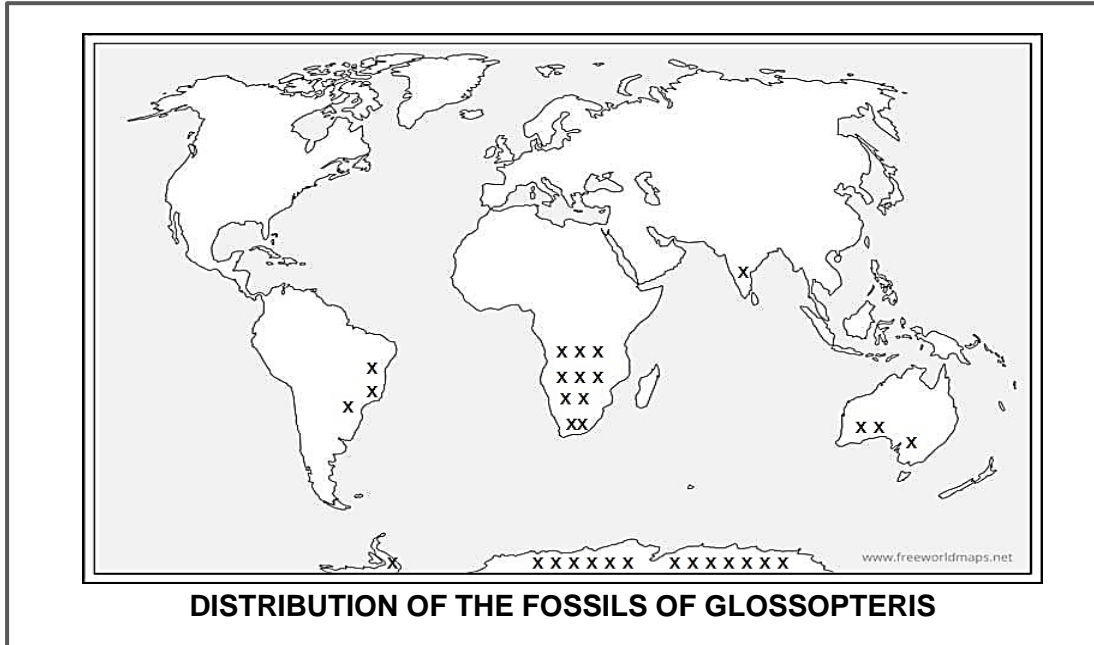 X
X X X
X
X X X
X
X X
X
X X
X X
X
X
X X X X X X
X X X X X X X
www.freeworldmaps.net
DISTRIBUTION OF THE FOSSILS OF GLOSSOPTERIS